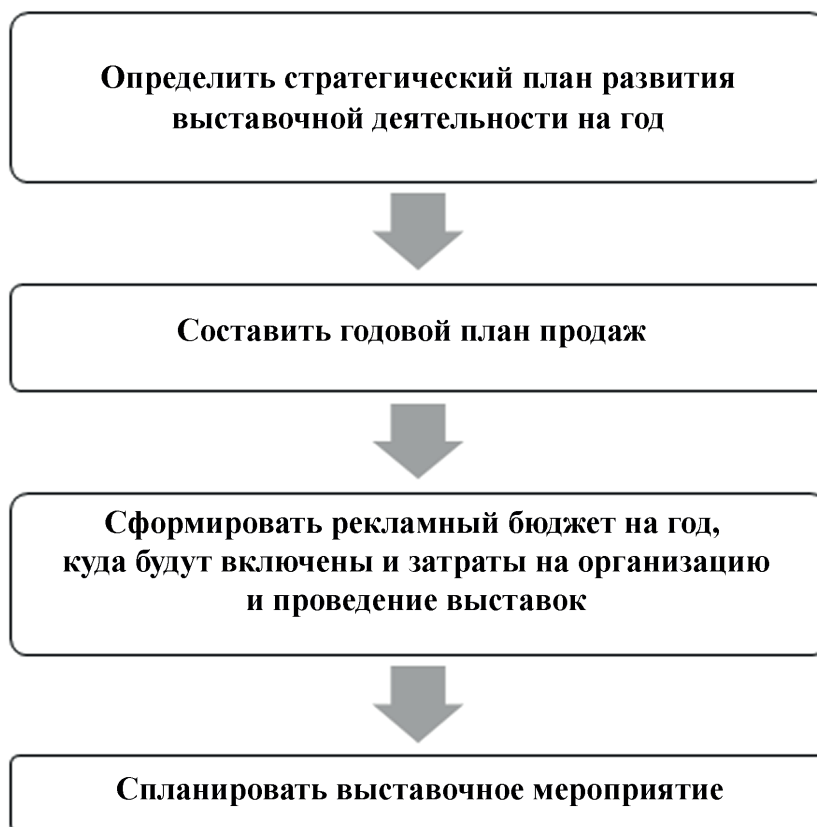 Определить стратегический план развития
выставочной деятельности на год
Составить годовой план продаж
Сформировать рекламный бюджет на год,
куда будут включены и затраты на организацию
и проведение выставок
Спланировать выставочное мероприятие